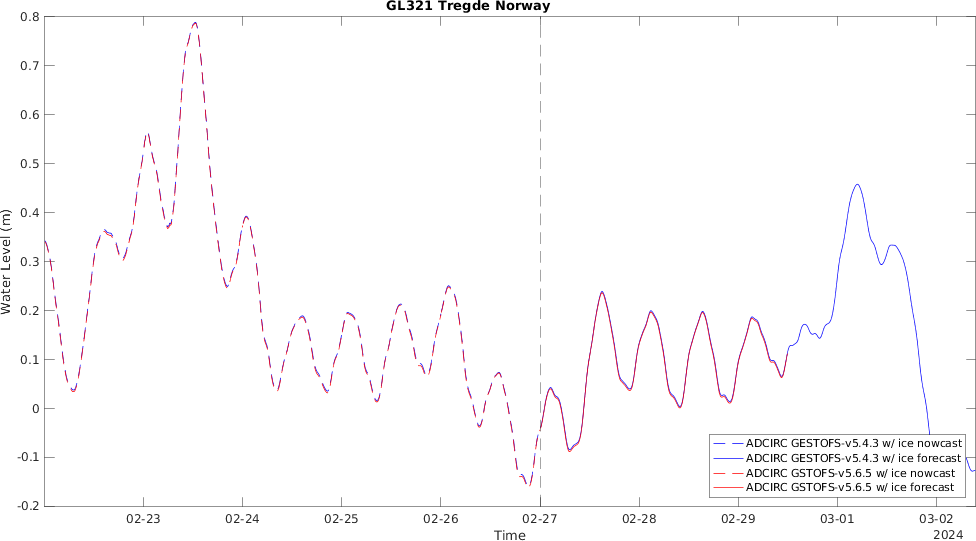 GL321 Tregde Norway
0.8
0.7
0.6
0.5
0.4
0.3
0.2
0.1
0
-0.1
-0.2
Water Level (m)
ADCIRC GESTOFS-v5.4.3 w/ ice nowcast
ADCIRC GESTOFS-v5.4.3 w/ ice forecast
ADCIRC GSTOFS-v5.6.5 w/ ice nowcast
ADCIRC GSTOFS-v5.6.5 w/ ice forecast
02-23 02-24 02-25 02-26 02-27 02-28 02-29 03-01 03-02
Time
2024